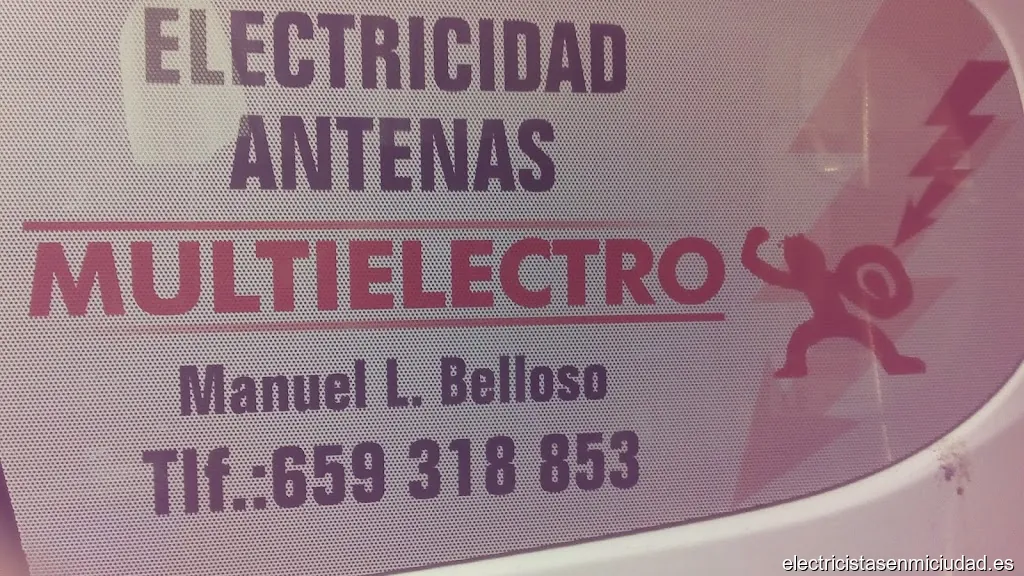 ELECTRICIDAD
ANTENAS
MULTIELECTRO
Manuel L. Belloso
Tlf.:659 318 853
electricistasenmiciudad.es